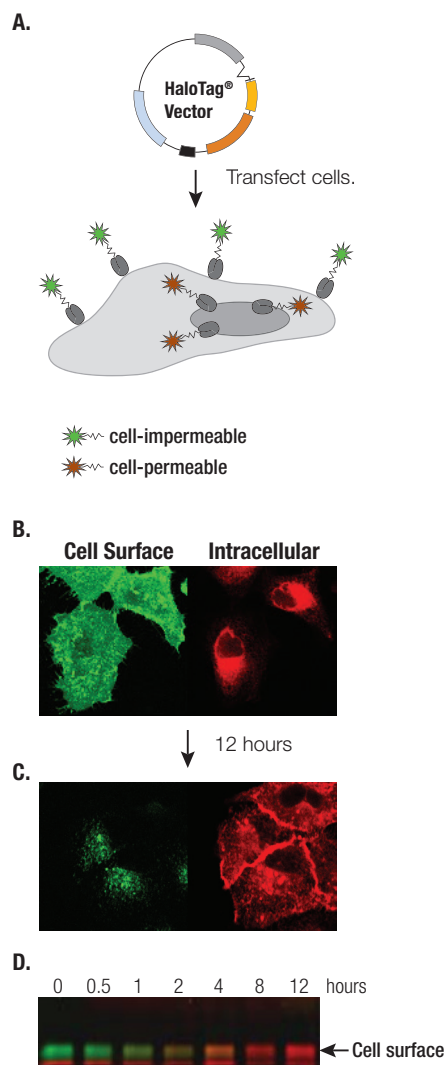 A.
HaloTag®
Vector
Transfect cells.
cell-impermeable
cell-permeable
B.
Cell Surface Intracellular
12 hours
C.
D.
0 0.5 1 2 4 8 12 hours
Cell surface